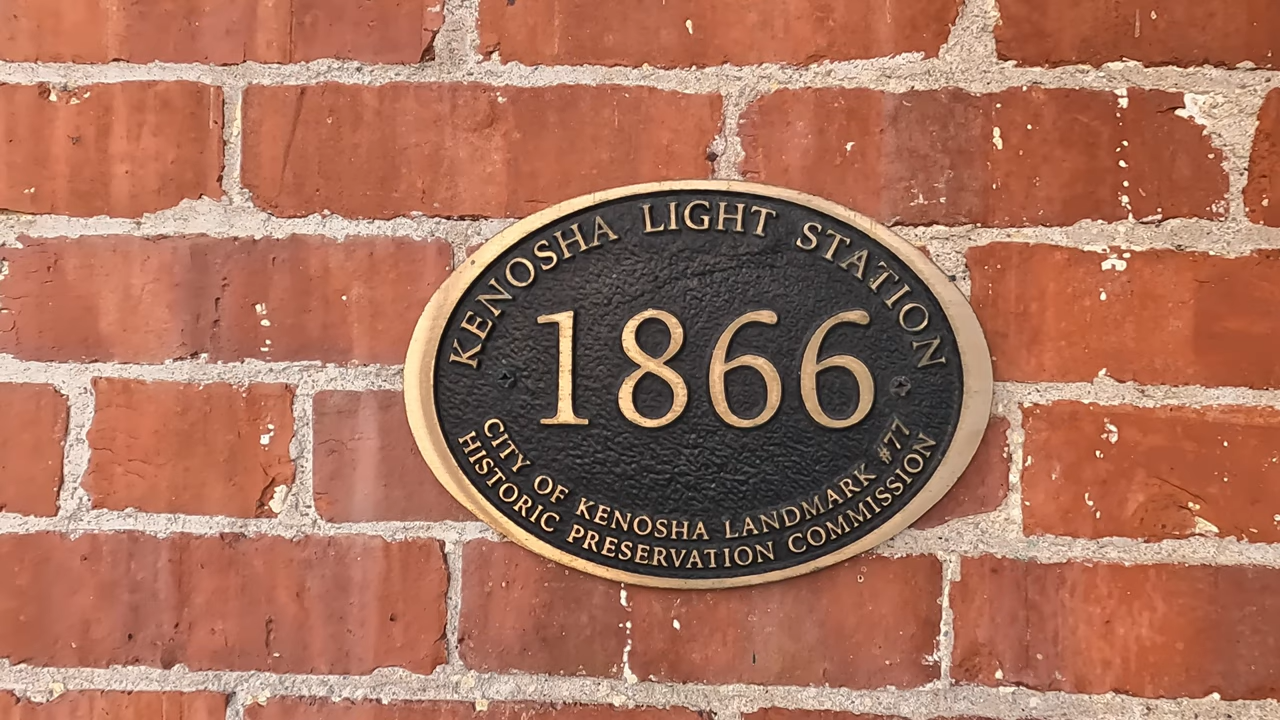 KENOSHA LIGHT STATION
1866
CITY OF KENOSHA LANDMARK #77
HISTORIC PRESERVATION COMMISSION